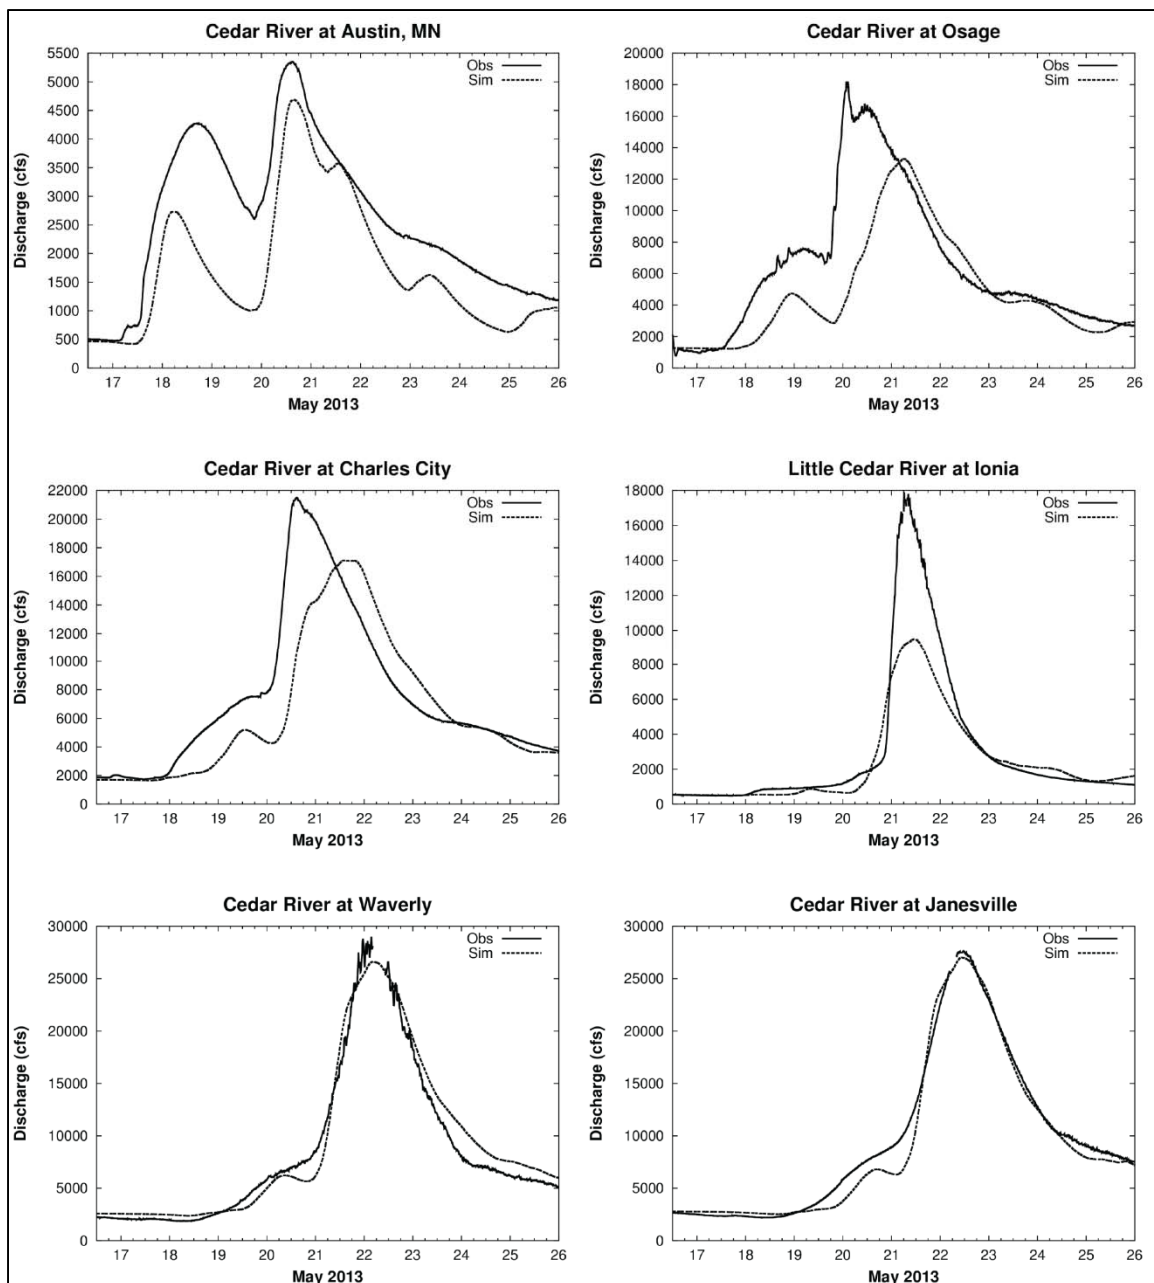 Cedar River at Austin, MN
5500
5000
4500
4000
3500
3000
2500
2000
1500
1000
500
0
Discharge (cfs)
Obs
Sim
17 18 19 20 21 22 23 24 25 26
May 2013
Cedar River at Osage
20000
18000
16000
14000
12000
10000
8000
6000
4000
2000
0
Discharge (cfs)
Obs
Sim
17 18 19 20 21 22 23 24 25 26
May 2013
Cedar River at Charles City
22000
20000
18000
16000
14000
12000
10000
8000
6000
4000
2000
0
Discharge (cfs)
Obs
Sim
17 18 19 20 21 22 23 24 25 26
May 2013
Little Cedar River at Ionia
18000
16000
14000
12000
10000
8000
6000
4000
2000
0
Discharge (cfs)
Obs
Sim
17 18 19 20 21 22 23 24 25 26
May 2013
Cedar River at Waverly
30000
25000
20000
15000
10000
5000
0
Discharge (cfs)
Obs
Sim
17 18 19 20 21 22 23 24 25 26
May 2013
Cedar River at Janesville
30000
25000
20000
15000
10000
5000
0
Discharge (cfs)
Obs
Sim
17 18 19 20 21 22 23 24 25 26
May 2013